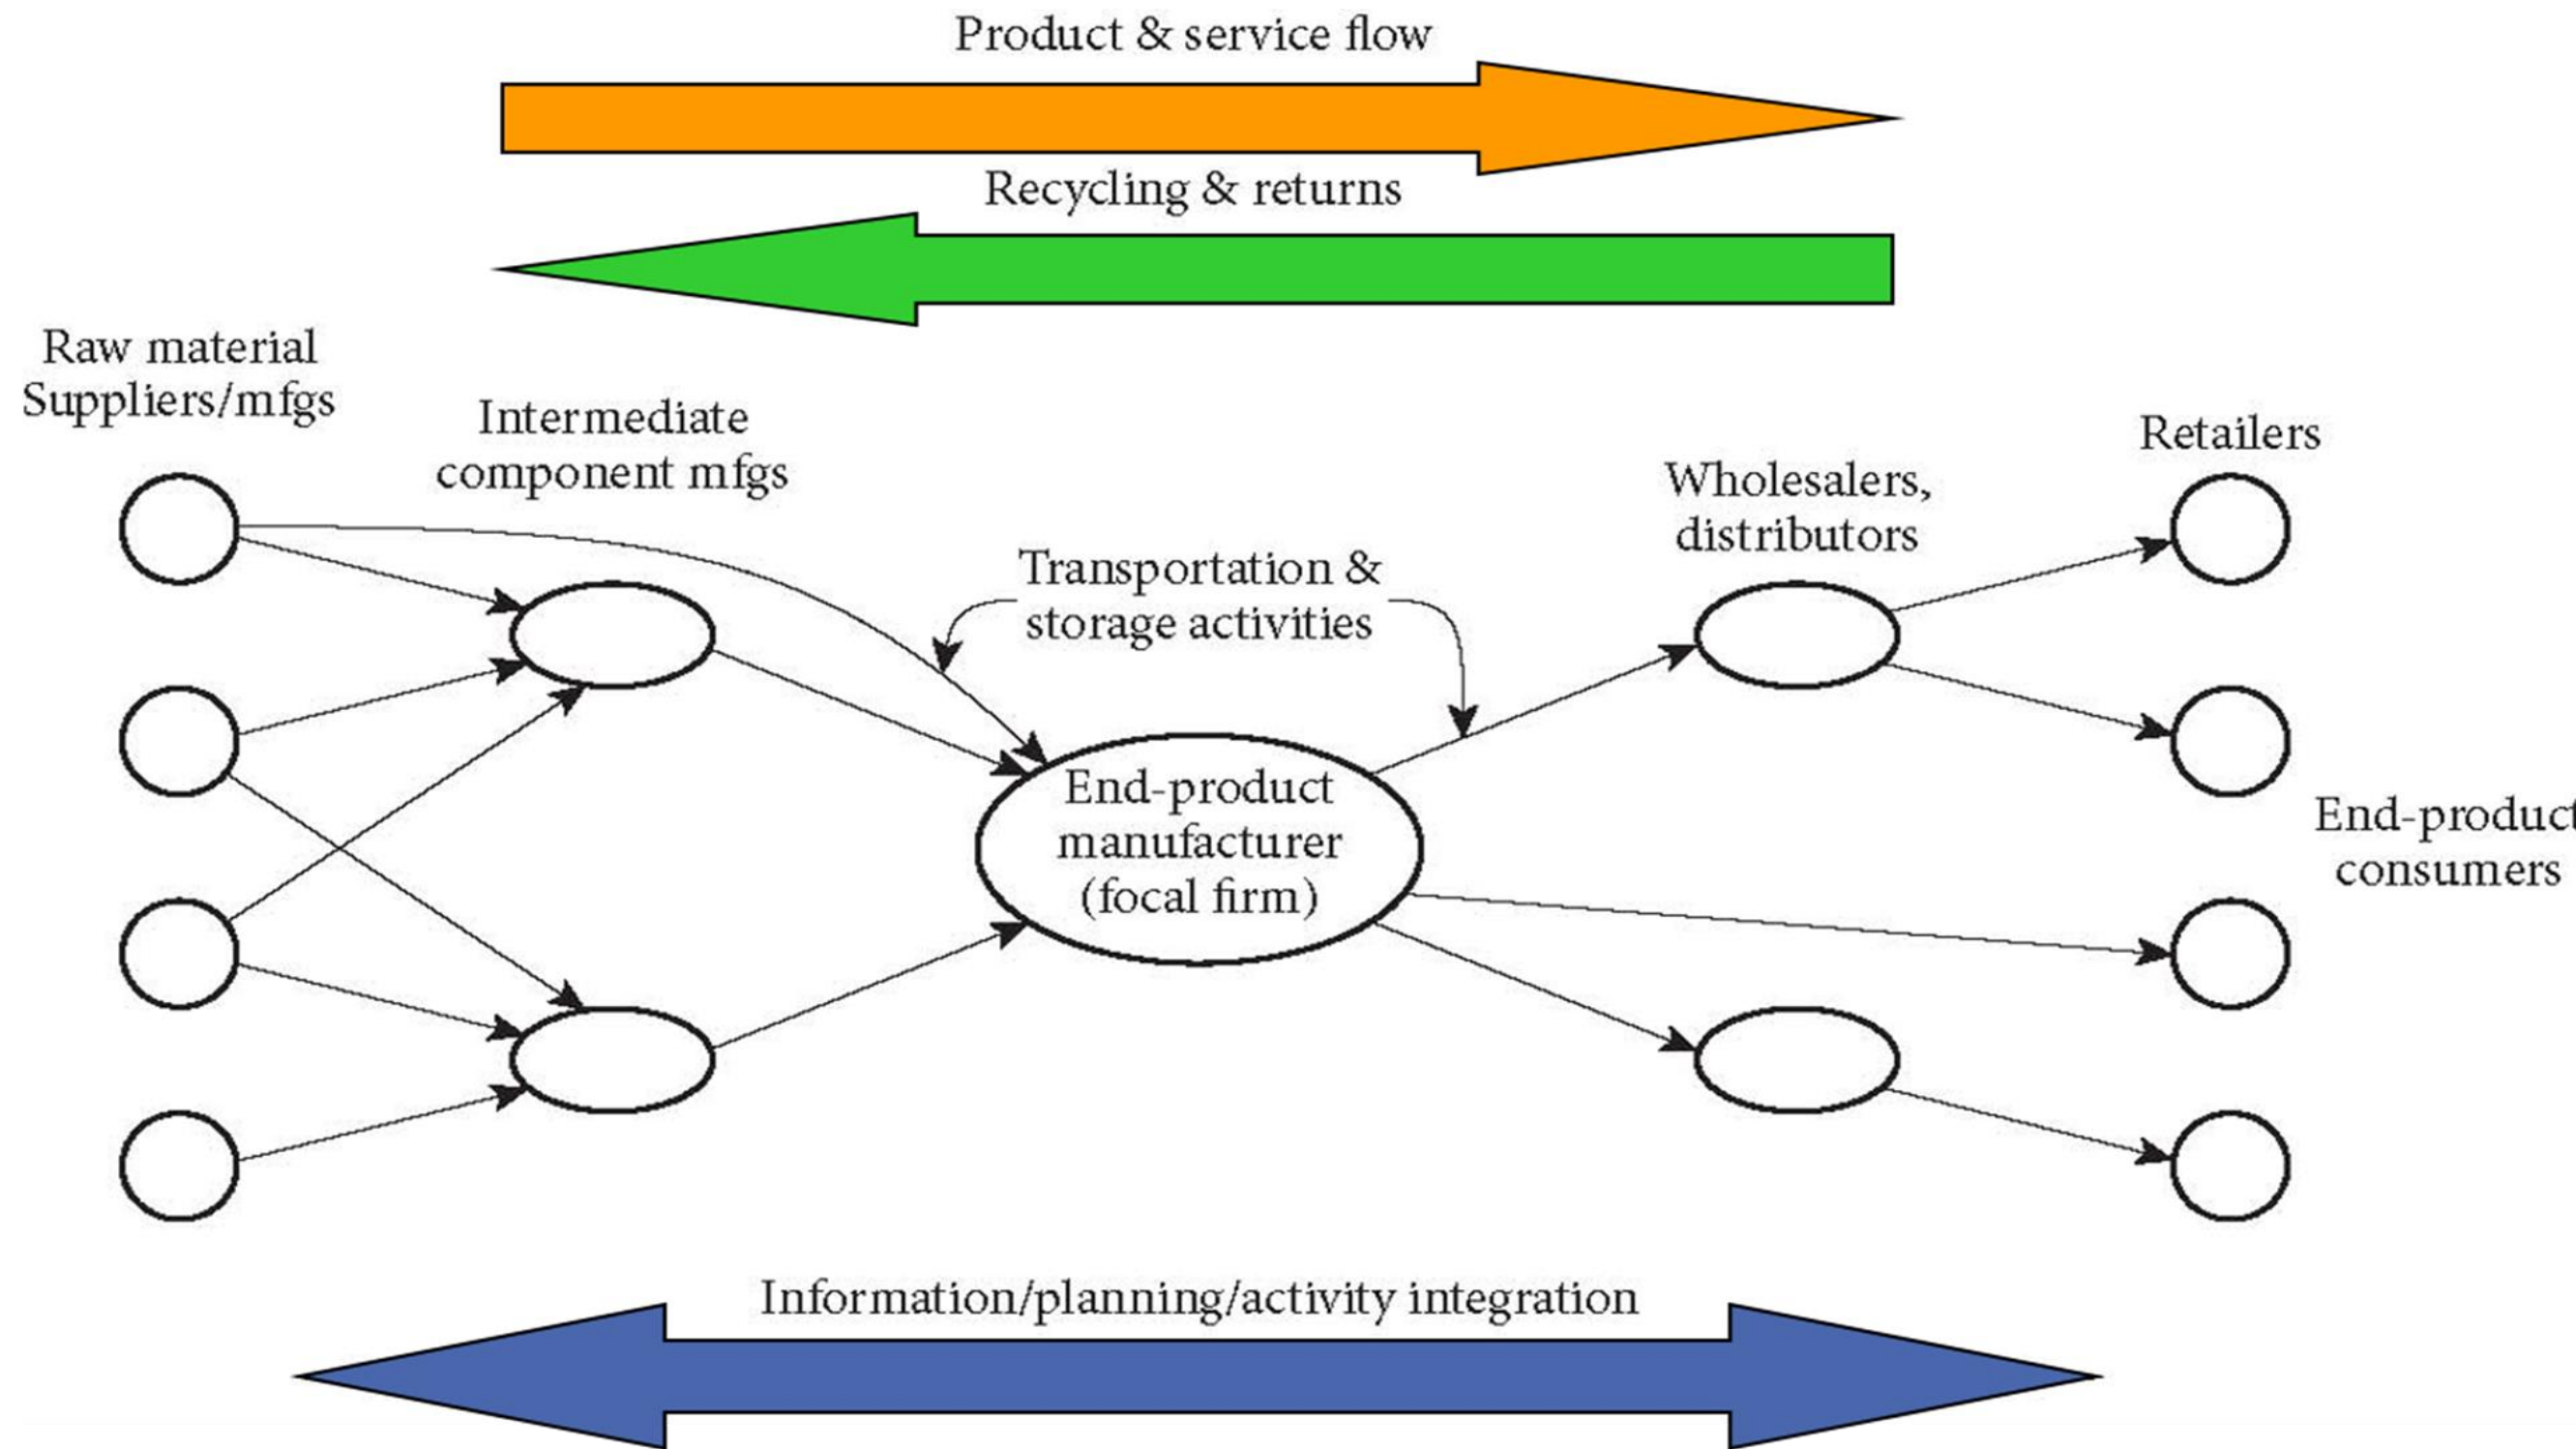 Product & service flow
Recycling & returns
Raw material
Suppliers/mfgs
Intermediate
component mfgs
Transportation &
storage activities
Wholesalers,
distributors
Retailers
End-product
manufacturer
(focal firm)
End-product
consumers
Information/planning/activity integration